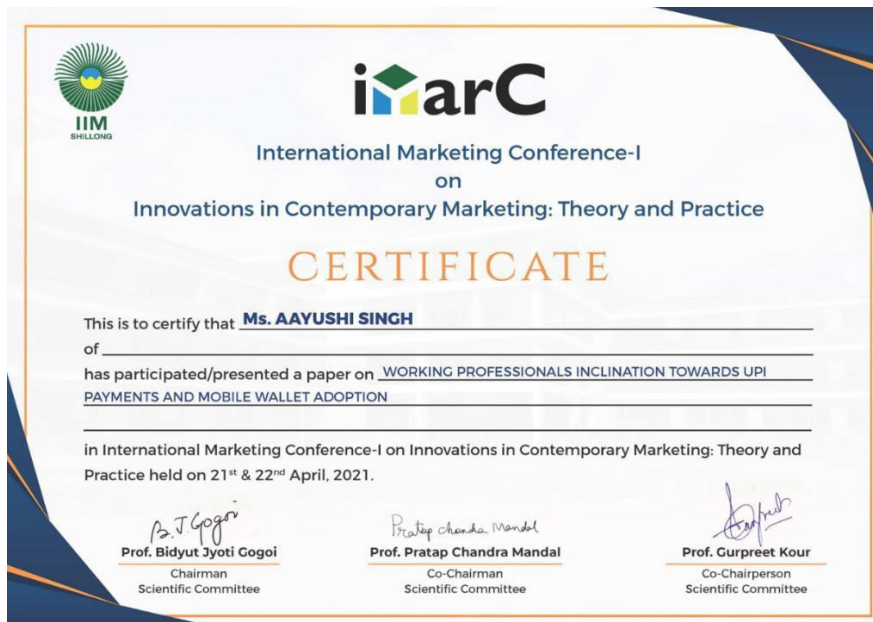 IIM
SHILLONG
imarC
International Marketing Conference-I
on
Innovations in Contemporary Marketing: Theory and Practice
CERTIFICATE
This is to certify that Ms. AAYUSHI SINGH
of
has participated/presented a paper on WORKING PROFESSIONALS INCLINATION TOWARDS UPI
PAYMENTS AND MOBILE WALLET ADOPTION
in International Marketing Conference-I on Innovations in Contemporary Marketing: Theory and
Practice held on 21st & 22nd April, 2021.
B.J.Gogoi Pratap Chanda Mandal Gurpreet
Prof. Bidyut Jyoti Gogoi Prof. Pratap Chandra Mandal Prof. Gurpreet Kour
Chairman Co-Chairman Co-Chairperson
Scientific Committee Scientific Committee Scientific Committee